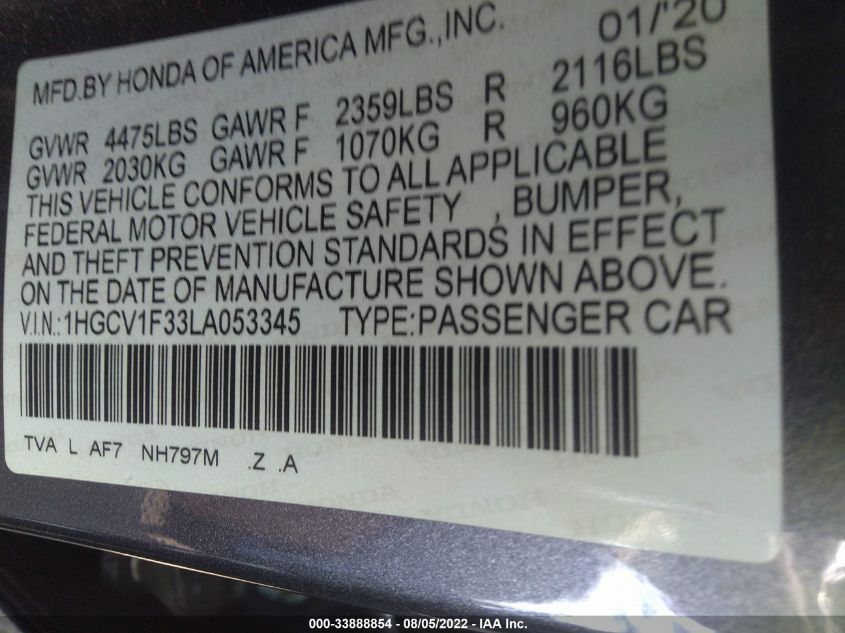 MFD.BY HONDA OF AMERICA MFG.,INC. 01/'20
GVWR 4475LBS GAWR F 2359LBS R 2116LBS
GVWR 2030KG GAWR F 1070KG R 960KG
THIS VEHICLE CONFORMS TO ALL APPLICABLE
FEDERAL MOTOR VEHICLE SAFETY , BUMPER,
AND THEFT PREVENTION STANDARDS IN EFFECT
ON THE DATE OF MANUFACTURE SHOWN ABOVE.
V.I.N.:1HGCV1F33LA053345 TYPE:PASSENGER CAR
TVA L AF7 NH797M .Z .A
HONDA HONDA HONDA
000-33888854 - 08/05/2022 - IAA Inc.